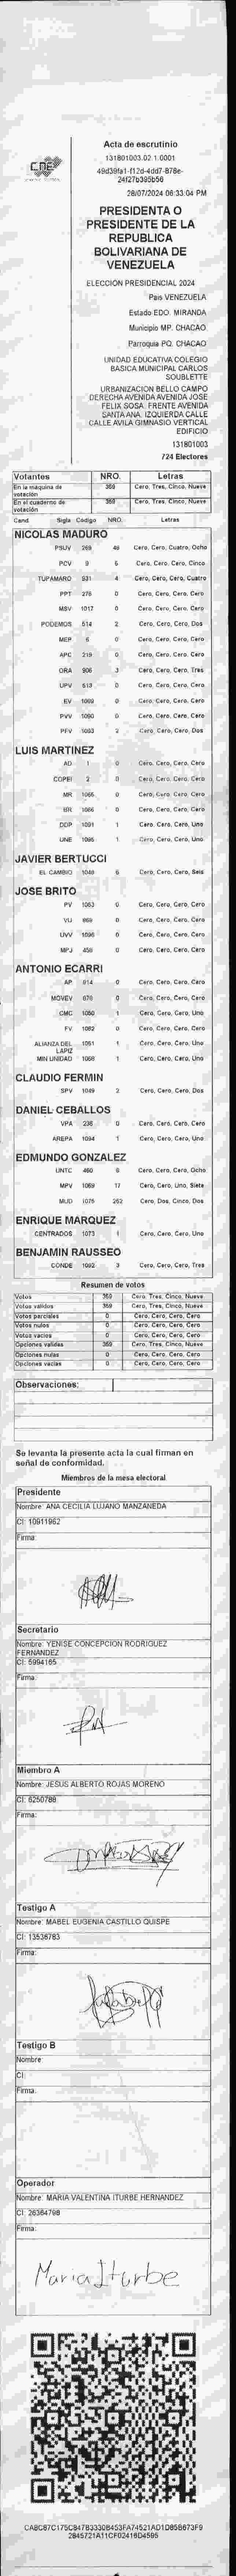 CNE
Acta de escrutinio
131801003.02.1.0001
28/07/2024 06:33:04 PM
PRESIDENTA O
PRESIDENTE DE LA
REPUBLICA
BOLIVARIANA DE
VENEZUELA
ELECCIÓN PRESIDENCIAL 2024
Pais VENEZUELA
Estado EDO. MIRANDA
Municipio MP. CHACAO
Parroquia PQ. CHACAO
UNIDAD EDUCATIVA COLEGIO
BASICA MUNICIPAL CARLOS
SOUBLETTE
URBANIZACION BELLO CAMPO
DERECHA AVENIDA AVENIDA JOSE
FELIX SOSA. FRENTE AVENIDA
SANTA ANA. IZQUIERDA CALLE
CALLE AVILA GIMNASIO VERTICAL
EDIFICIO
131801003
724 Electores
Votantes NRO. Letras
En la maquina de votación 369 Cero, Tres, Cinco, Nueve
En el cuaderno de votación 369 Cero, Tres, Cinco, Nueve
Cand Sigla Codigo NRO. Letras
NICOLAS MADURO
PSUV 269 48 Cero, Cero, Cuatro, Ocho
PCV Cero, Cero, Cero, Cinco
TUPAMARO 931 4 Cero, Cero, Cero, Cuatro
PPT 276 0 Cero, Cero, Cero, Cero
MSV 1017 0 Cero, Cero, Cero, Cero
PODEMOS 514 2 Cero, Cero, Cero, Dos
MEP 0 Cero, Cero, Cero, Cero
APC 219 0 Cero, Cero, Cero, Cero
ORA 906 3 Cero, Cero, Cero, Tres
UPV 513 0 Cero, Cero, Cero, Cero
EV 1009 0 Cero, Cero, Cero, Cero
PVV 1090 0 Cero, Cero, Cero, Cero
PFV 1083 2 Cero, Cero, Cero, Dos
LUIS MARTINEZ
AD 1 0 Cero, Cero, Cero, Cero
COPEI 2 0 Cero, Cero, Cero, Cero
MR 1065 0 Cero, Cero, Cero, Cero
BR 1066 0 Cero, Cero, Cero, Cero
DDP 1091 1 Cero, Cero, Cero, Uno
UNE 1095 1 Cero, Cero, Cero, Uno
JAVIER BERTUCCI
EL CAMBIO 1049 6 Cero, Cero, Cero, Seis
JOSE BRITO
PV 1053 0 Cero, Cero, Cero, Cero
VU 868 0 Cero, Cero, Cero, Cero
UVV 1096 0 Cero, Cero, Cero, Cero
MPJ 458 0 Cero, Cero, Cero, Cero
ANTONIO ECARRI
AP 914 0 Cero, Cero, Cero, Cero
MOVEV 670 0 Cero, Cero, Cero, Cero
CMC 1050 1 Cero, Cero, Cero, Uno
FV 1082 0 Cero, Cero, Cero, Cero
ALIANZA DEL LAPIZ 1051 1 Cero, Cero, Cero, Uno
MIN UNIDAD 1068 1 Cero, Cero, Cero, Uno
CLAUDIO FERMIN
SPV 1049 2 Cero, Cero, Cero, Dos
DANIEL CEBALLOS
VPA 238 0 Cero, Cero, Cero, Cero
AREPA 1094 1 Cero, Cero, Cero, Uno
EDMUNDO GONZALEZ
UNTC 460 8 Cero, Cero, Cero, Ocho
MPV 1069 17 Cero, Cero, Uno, Siete
MUD 1075 252 Cero, Dos, Cinco, Dos
ENRIQUE MARQUEZ
CENTRADOS 1073 1 Cero, Cero, Cero, Uno
BENJAMIN RAUSSEO
CONDE 1092 3 Cero, Cero, Cero, Tres
Resumen de votos
Votos 359 Cero, Tres, Cinco, Nueve
Votos validos 359 Cero, Tres, Cinco, Nueve
Votos parciales 0 Cero, Cero, Cero, Cero
Votos nulos 0 Cero, Cero, Cero, Cero
Votos vacios 0 Cero, Cero, Cero, Cero
Opciones validas 359 Cero, Tres, Cinco, Nueve
Opciones nulas 0 Cero, Cero, Cero, Cero
Opciones vacias 0 Cero, Cero, Cero, Cero
Observaciones:
Se levanta la presente acta la cual firman en
señal de conformidad.
Miembros de la mesa electoral
Presidente
Nombre: ANA CECILIA LUJANO MANZANEDA
CI: 10911962
Firma:
Secretario
Nombre: YENISE CONCEPCION RODRIGUEZ
FERNANDEZ
CI: 5994165
Firma:
Miembro A
Nombre: JESUS ALBERTO ROJAS MORENO
CI: 6250788
Firma:
Testigo A
Nombre: MABEL EUGENIA CASTILLO QUISPE
CI: 13536783
Firma:
Testigo B
Nombre:
CI:
Firma:
Operador
Nombre: MARIA VALENTINA ITURBE HERNANDEZ
CI: 26364798
Firma:
Maria Iturbe